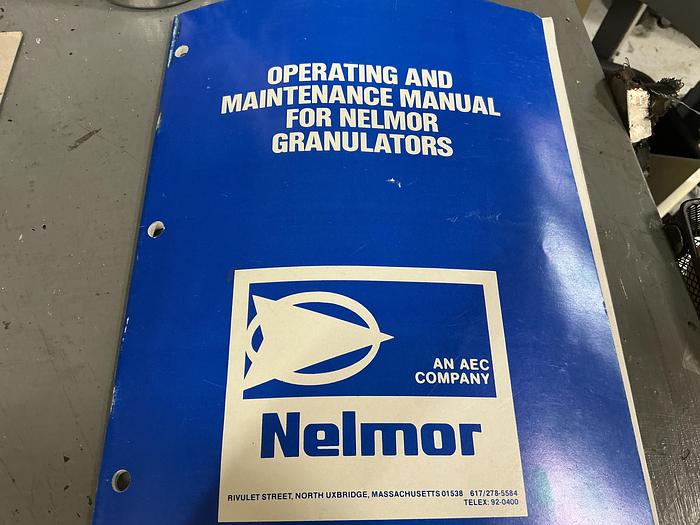 OPERATING AND
MAINTENANCE MANUAL
FOR NELMOR
GRANULATORS
AN AEC
COMPANY
Nelmor
RIVULET STREET, NORTH UXBRIDGE, MASSACHUSETTS 01538 617/278-5584
TELEX: 92-0400